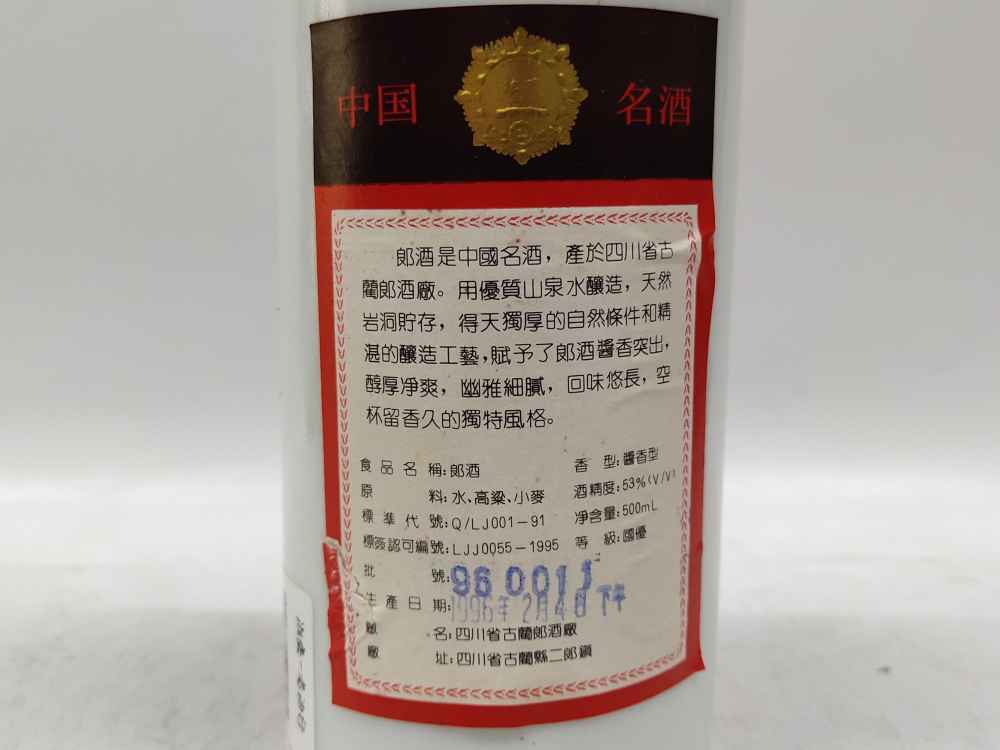 中国 名酒
郎酒是中國名酒，產於四川省古
藺郎酒廠。用優質山泉水釀造，天然
岩洞貯存，得天獨厚的自然條件和精
湛的釀造工藝，賦予了郎酒醬香突出，
醇厚凈爽，幽雅細膩，回味悠長，空
杯留香久的獨特風格。
食品名稱：郎酒 香型：醬香型
原料：水、高粱、小麥 酒精度：53%(V/V)
標準代號：Q/LJ001-91 净含量：500mL
標簽認可編號：LJJ0055-1995 等級：國優
批號：96 001
生產日期：1996年 2月4日 下午
廠名：四川省古藺郎酒廠
廠址：四川省古藺縣二郎鎮